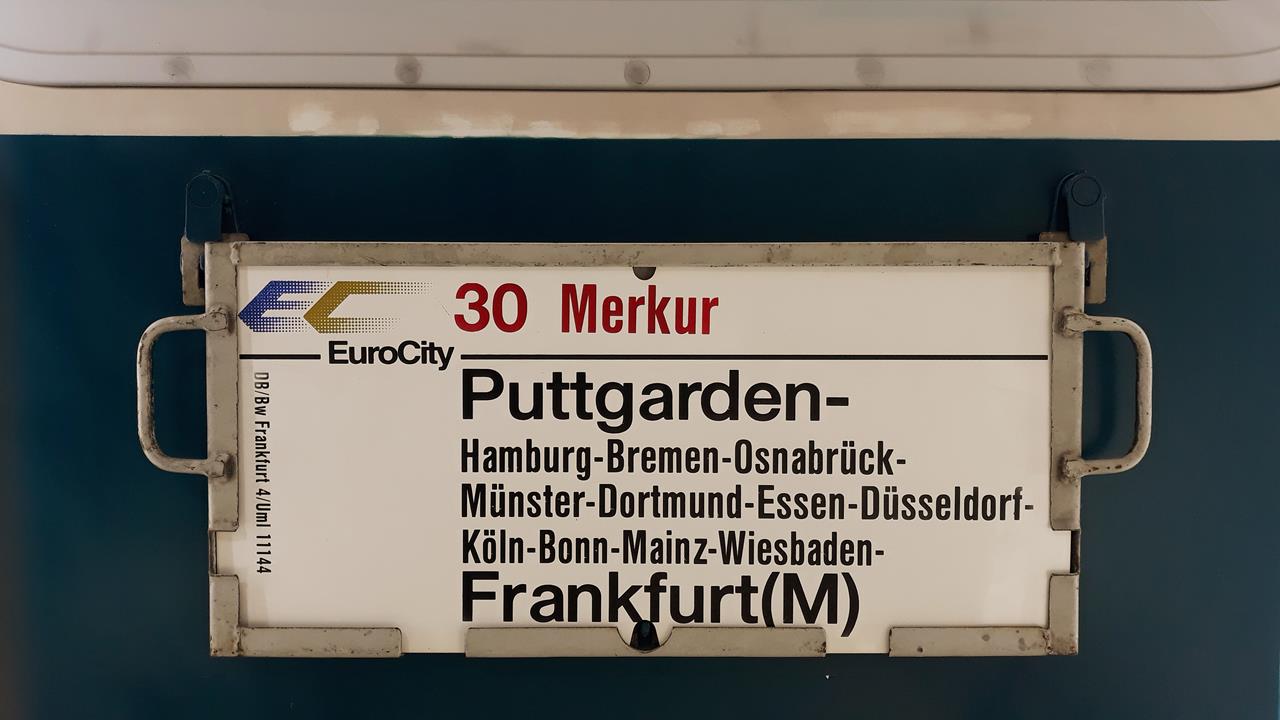 EC 30 Merkur
EuroCity
DB/Bw Frankfurt 4/Uml 11144
Puttgarden-
Hamburg-Bremen-Osnabrück-
Münster-Dortmund-Essen-Düsseldorf-
Köln-Bonn-Mainz-Wiesbaden-
Frankfurt(M)